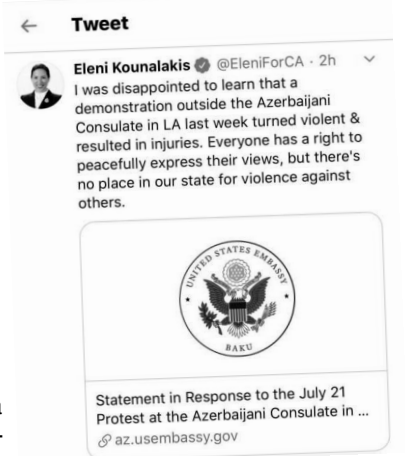 Tweet
Eleni Kounalakis @EleniForCA · 2h
I was disappointed to learn that a
demonstration outside the Azerbaijani
Consulate in LA last week turned violent &
resulted in injuries. Everyone has a right to
peacefully express their views, but there's
no place in our state for violence against
others.
UNITED STATES EMBASSY
BAKU
Statement in Response to the July 21
Protest at the Azerbaijani Consulate in ...
az.usembassy.gov